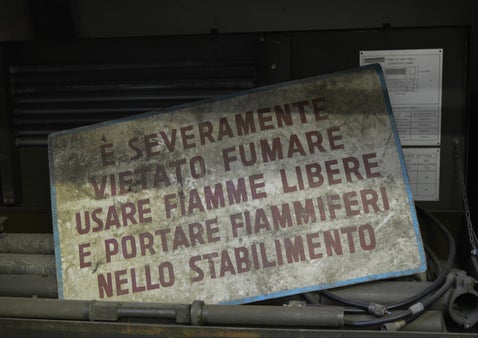 È SEVERAMENTE
VIETATO FUMARE
USARE FIAMME LIBERE
E PORTARE FIAMMIFERI
NELLO STABILIMENTO